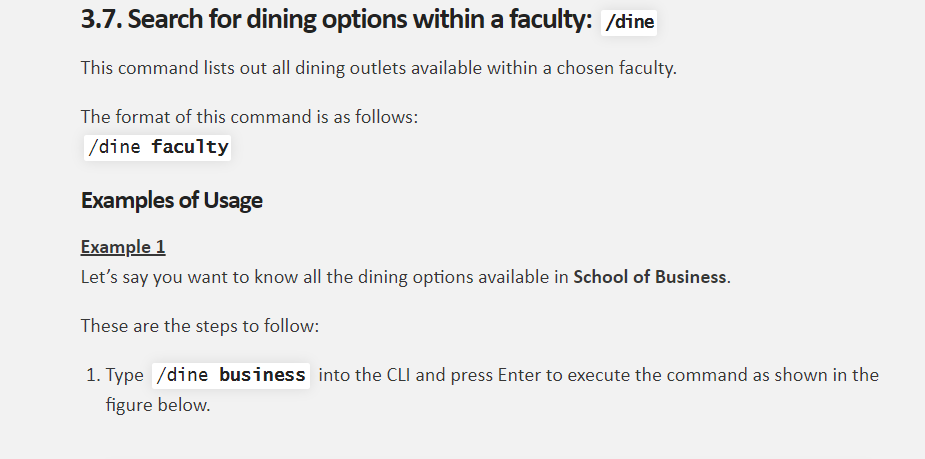 3.7. Search for dining options within a faculty: /dine
This command lists out all dining outlets available within a chosen faculty.
The format of this command is as follows:
/dine faculty
Examples of Usage
Example 1
Let’s say you want to know all the dining options available in School of Business.
These are the steps to follow:
1. Type /dine business into the CLI and press Enter to execute the command as shown in the
figure below.